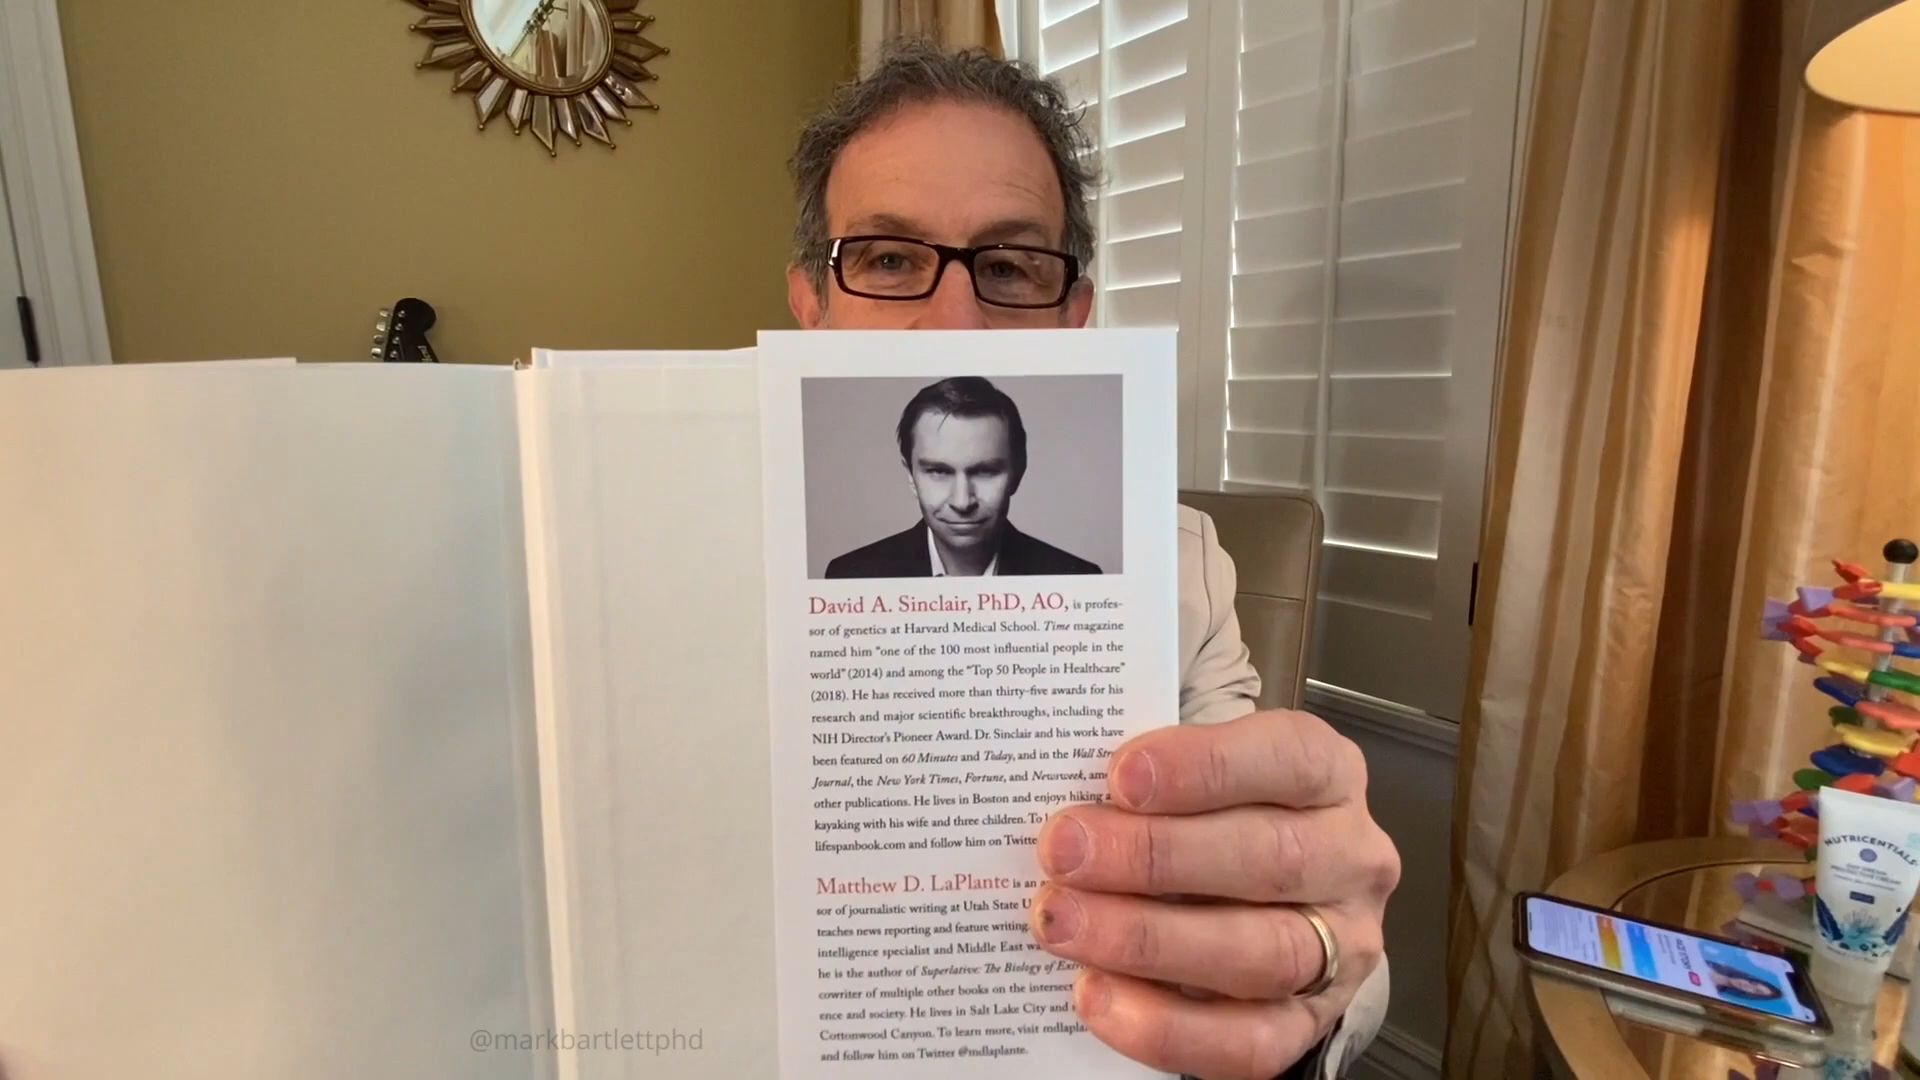 David A. Sinclair, PhD, AO, is profes-
sor of genetics at Harvard Medical School. Time magazine
named him "one of the 100 most influential people in the
world" (2014) and among the "Top 50 People in Healthcare"
(2018). He has received more than thirty-five awards for his
research and major scientific breakthroughs, including the
NIH Director's Pioneer Award. Dr. Sinclair and his work have
been featured on 60 Minutes and Today, and in the Wall
Journal, the New York Times, Fortune, and Newsweek,
other publications. He lives in Boston and enjoys hiking
kayaking with his wife and three children. To
lifespanbook.com and follow him on
Matthew D. LaPlante is an
sor of journalistic writing at Utah State
teaches news reporting and feature writing.
intelligence specialist and Middle East
he is the author of Superlative: The Biology of
cowriter of multiple other books on the
ence and society. He lives in Salt Lake City and
Cottonwood Canyon. To learn more, visit
and follow him on Twitter @mdlaplante.
@markbartlettphd
NUTRICENTIALS